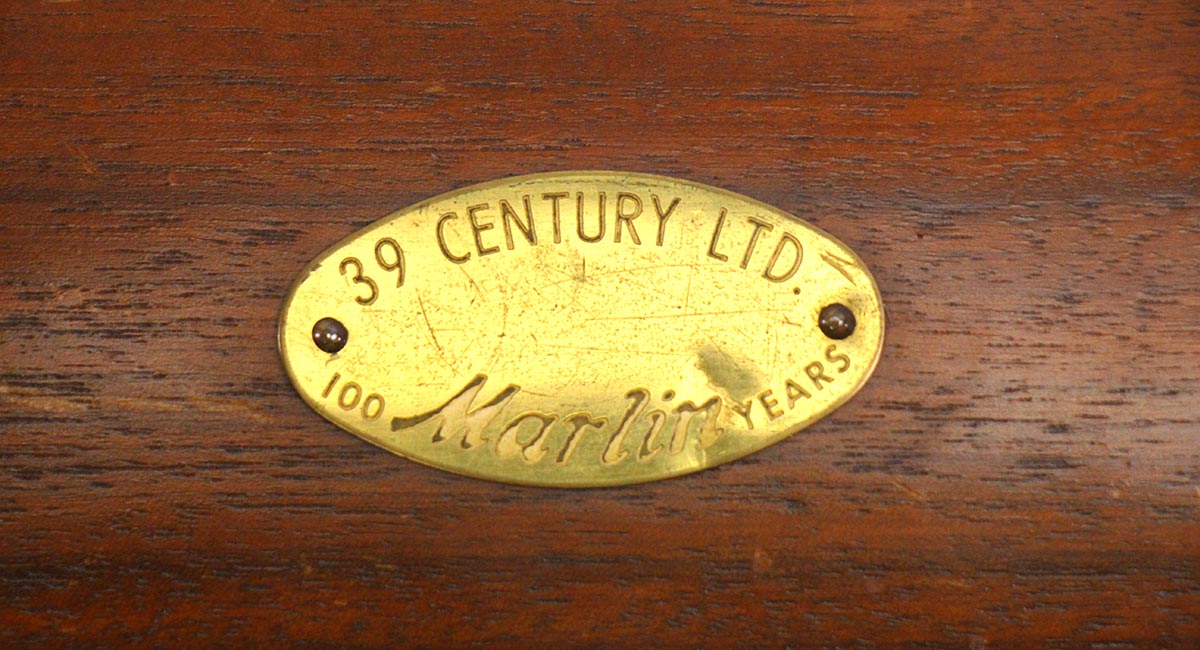 39 CENTURY LTD.
100 Marlin YEARS